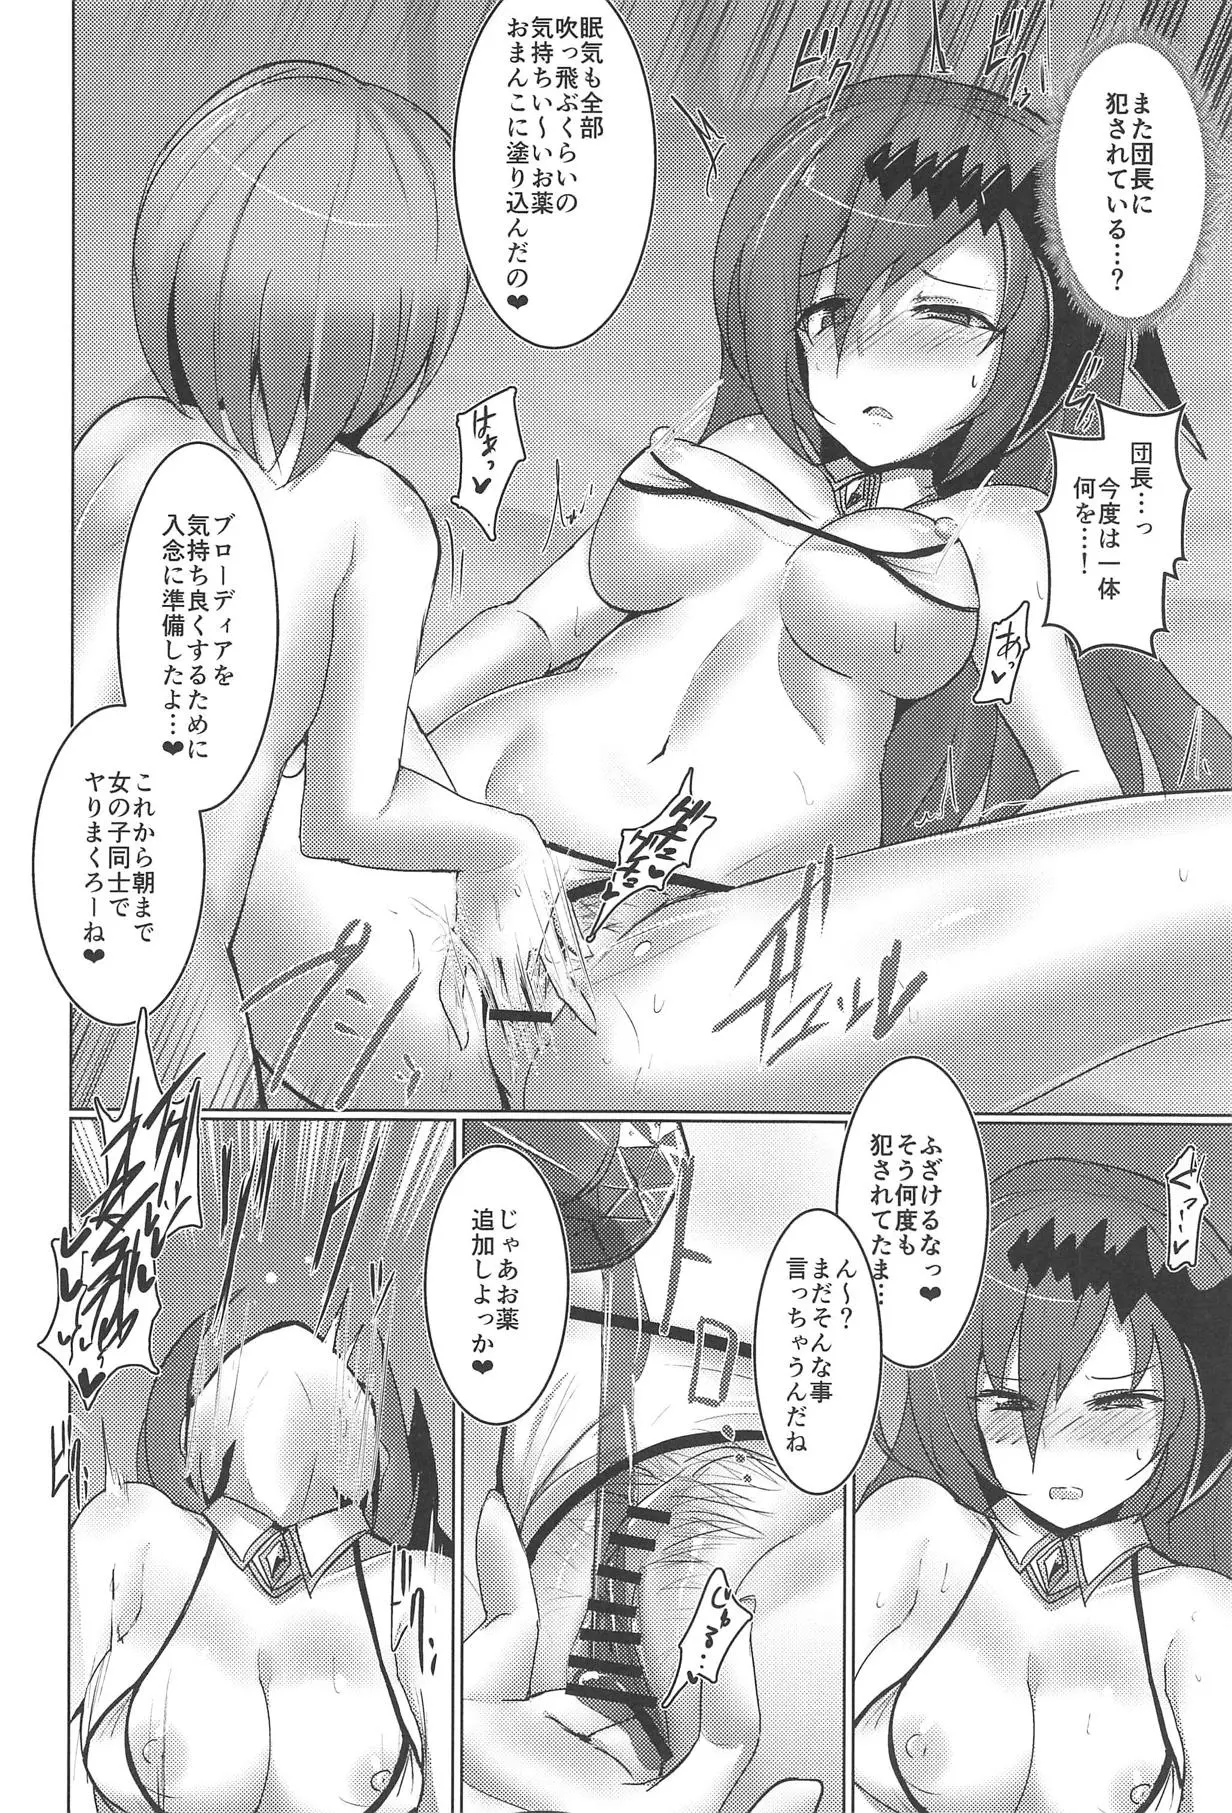 また団長に
犯されている…?
団長…っ
今度は一体
何を…!
眠気も全部
吹っ飛ぶくらいの
気持ちい〜いお薬
おまんこに塗り込んだの♥
はぁっ♥
あっ♥
ブローディアを
気持ち良くするために
入念に準備したよ…♥
これから朝まで
女の子同士で
ヤりまくろーね♥
ふざけるなっ♥
そう何度も
犯されてたま…
くっ…♥
ん〜?
まだそんな事
言っちゃうんだね
じゃあお薬
追加しよっか♥
トロ